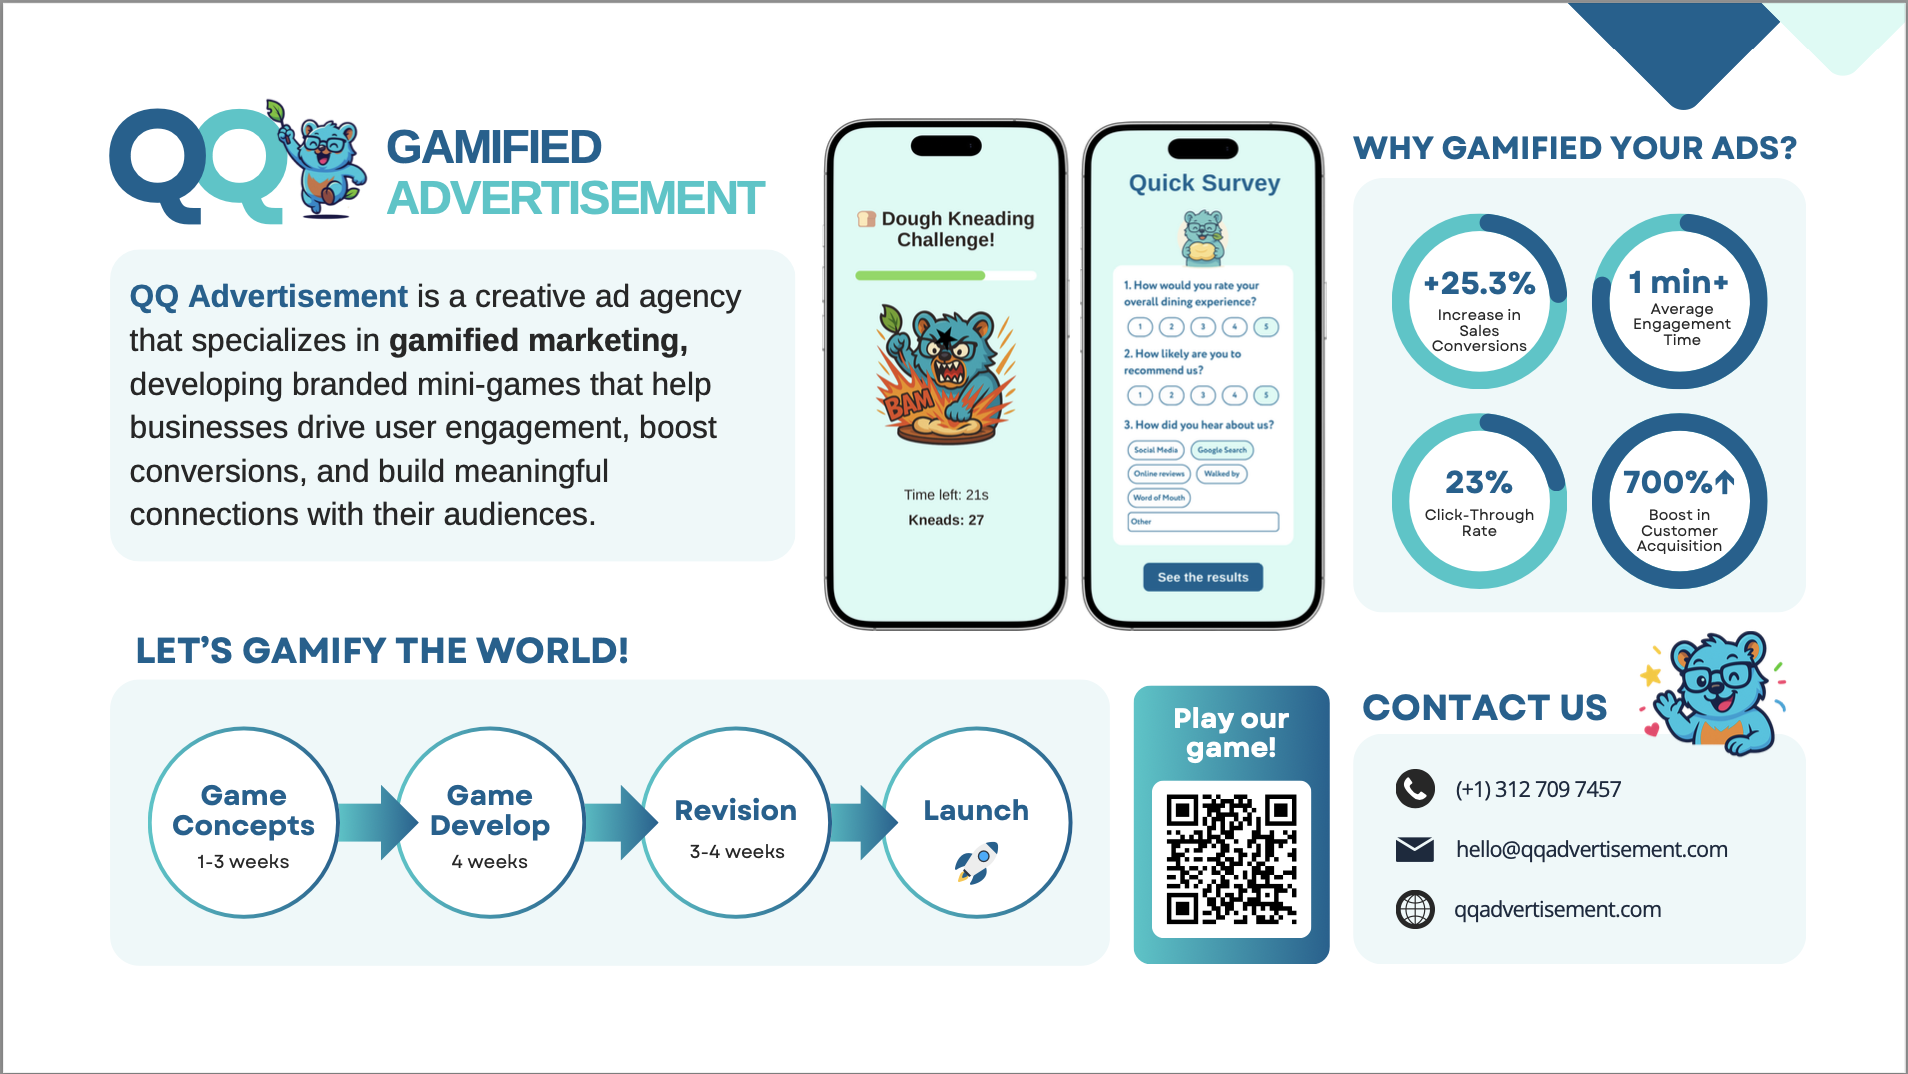 QQ
GAMIFIED
ADVERTISEMENT
QQ Advertisement is a creative ad agency
that specializes in gamified marketing,
developing branded mini-games that help
businesses drive user engagement, boost
conversions, and build meaningful
connections with their audiences.
Dough Kneading
Challenge!
BAM
Time left: 21s
Kneads: 27
Quick Survey
1. How would you rate your
overall dining experience?
1 2 3 4 5
2. How likely are you to
recommend us?
1 2 3 4 5
3. How did you hear about us?
Social Media Google Search
Online reviews Walked by
Word of Mouth
Other
See the results
WHY GAMIFIED YOUR ADS?
+25.3%
Increase in
Sales
Conversions
1 min+
Average
Engagement
Time
23%
Click-Through
Rate
700%↑
Boost in
Customer
Acquisition
LET'S GAMIFY THE WORLD!
Game
Concepts
1-3 weeks
Game
Develop
4 weeks
Revision
3-4 weeks
Launch
Play our
game!
CONTACT US
(+1) 312 709 7457
hello@qqadvertisement.com
qqadvertisement.com